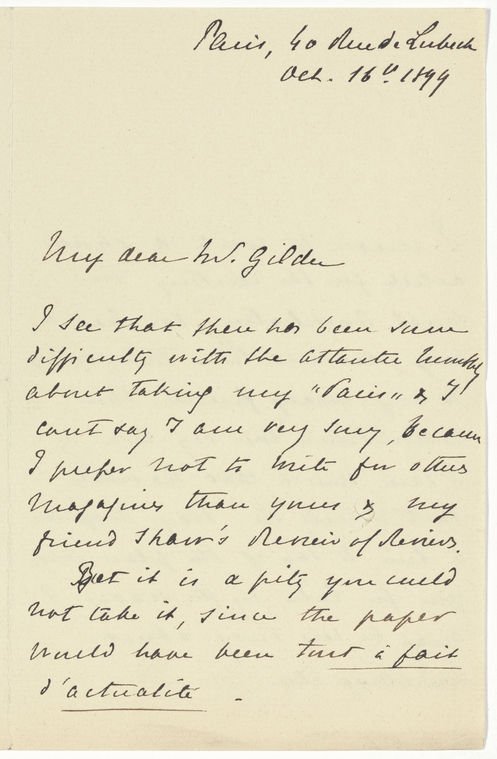 Paris, 40 Rue de Lubeck
Oct. 16th 1899
My dear Mr. Gilder
I see that there has been some
difficulty with the Atlantic Monthly
about taking my "Paris" & I
cant say I am very sorry, because
I prefer not to write for other
magazines than yours & my
friend Shaw's Review of Reviews.
But it is a pity you could
not take it, since the paper
would have been tout à fait
d'actualité.